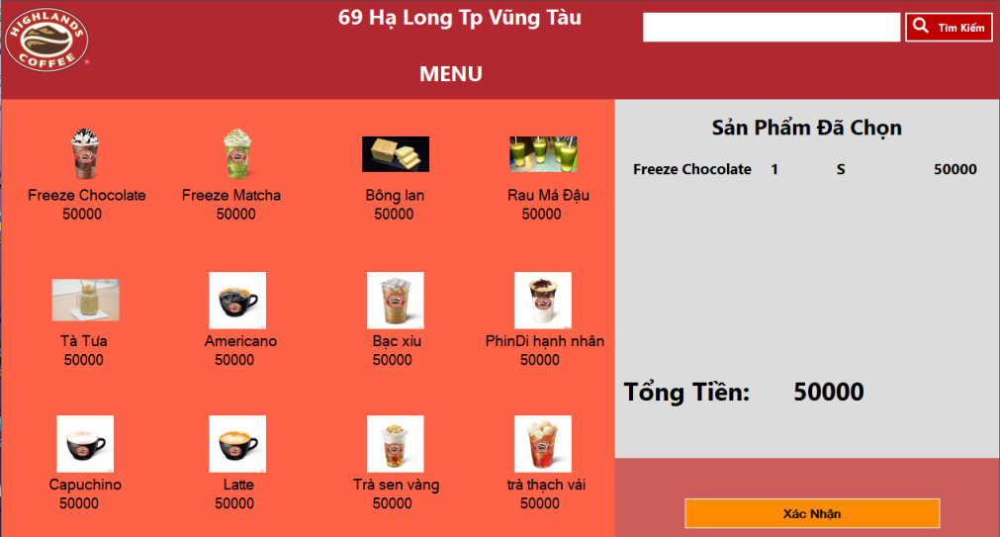 HIGHLANDS COFFEE ®
69 Hạ Long Tp Vũng Tàu
Tìm Kiếm
MENU
Freeze Chocolate
50000
Freeze Matcha
50000
Bông lan
50000
Rau Má Đậu
50000
Tà Tưa
50000
Americano
50000
Bạc xíu
50000
PhinDi hạnh nhân
50000
Capuchino
50000
Latte
50000
Trà sen vàng
50000
trà thạch vải
50000
Sản Phẩm Đã Chọn
Freeze Chocolate 1 S 50000
Tổng Tiền: 50000
Xác Nhận